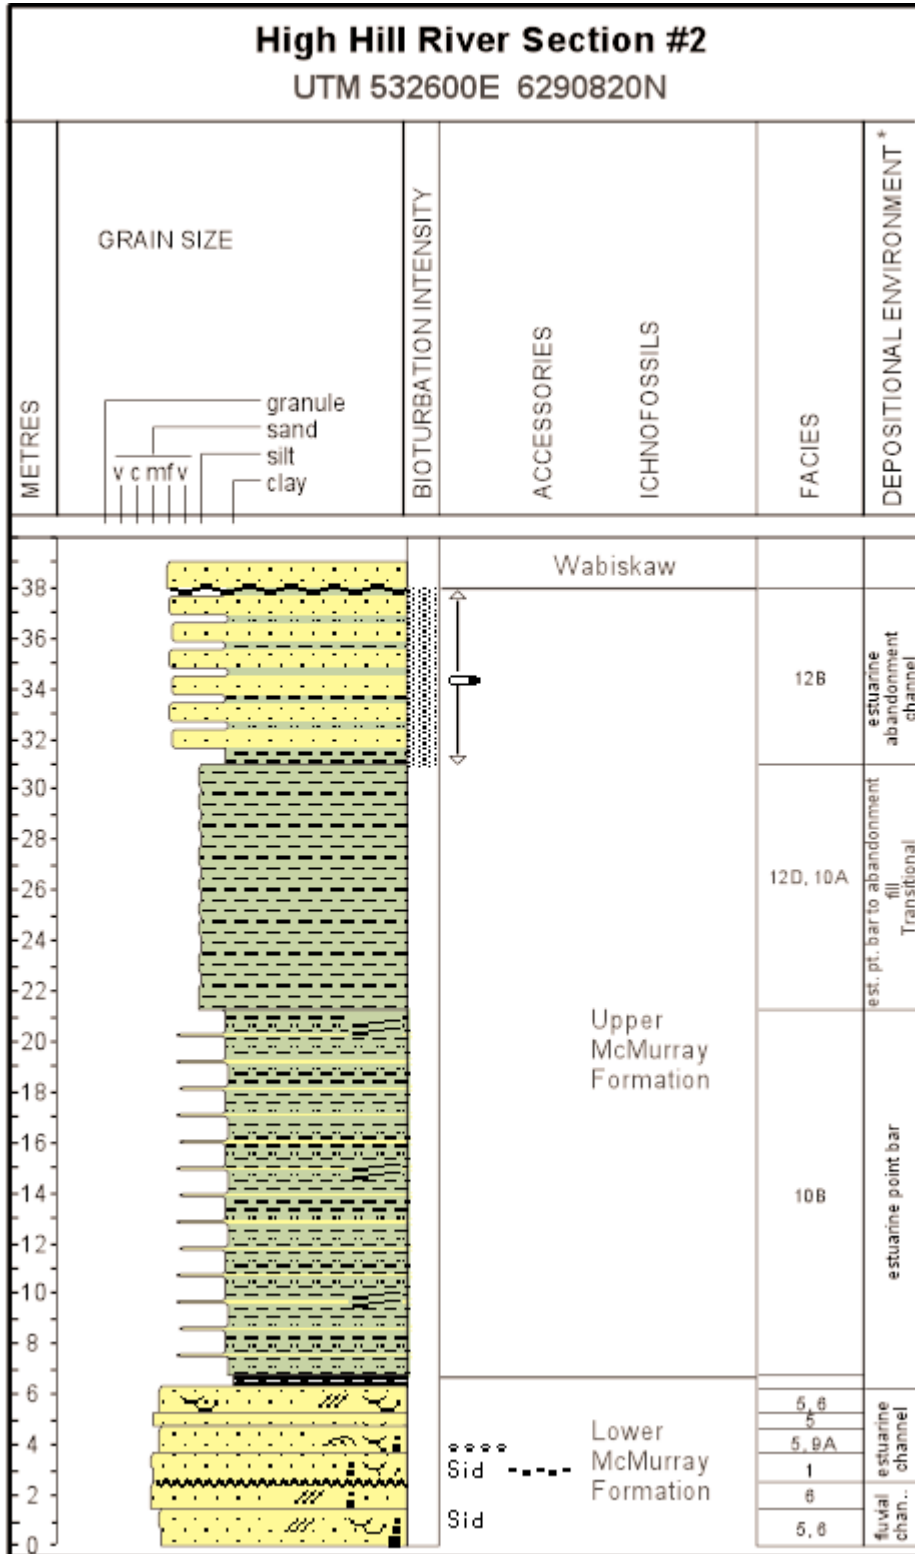 High Hill River Section #2
UTM 532600E 6290820N
METRES
GRAIN SIZE
granule
sand
silt
clay
v c mf v
BIOTURBATION INTENSITY
ACCESSORIES
ICHNOFOSSILS
FACIES
DEPOSITIONAL ENVIRONMENT *
Wabiskaw
38
36
34
32
30
28
26
24
22
20
18
16
14
12
10
8
6
4
2
0
12B
estuarine
abandonment
channel
12D, 10A
est. pt. bar to abandonment
fill
Transitional
Upper
McMurray
Formation
10B
estuarine point bar
Lower
McMurray
Formation
Sid
Sid
5, 6
5
5, 9A
1
6
5, 6
estuarine
channel
fluvial
chan...